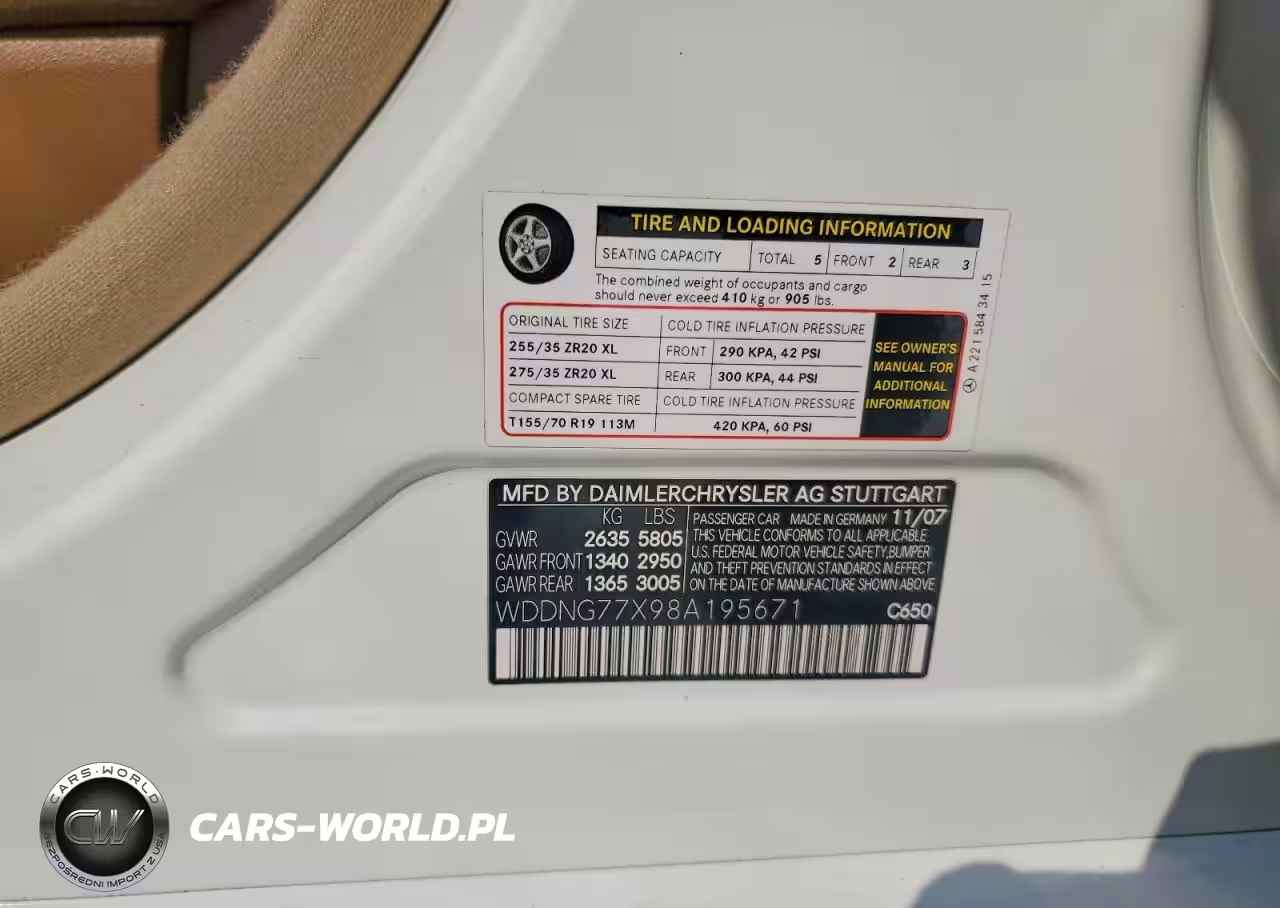 TIRE AND LOADING INFORMATION
SEATING CAPACITY TOTAL 5 FRONT 2 REAR 3
The combined weight of occupants and cargo
should never exceed 410 kg or 905 lbs.
ORIGINAL TIRE SIZE COLD TIRE INFLATION PRESSURE
255/35 ZR20 XL FRONT 290 KPA, 42 PSI
275/35 ZR20 XL REAR 300 KPA, 44 PSI
COMPACT SPARE TIRE COLD TIRE INFLATION PRESSURE
T155/70 R19 113M 420 KPA, 60 PSI
SEE OWNER'S
MANUAL FOR
ADDITIONAL
INFORMATION
A 221 584 34 15
MFD BY DAIMLERCHRYSLER AG STUTTGART
KG LBS
GVWR 2635 5805
GAWR FRONT 1340 2950
GAWR REAR 1365 3005
PASSENGER CAR MADE IN GERMANY 11/07
THIS VEHICLE CONFORMS TO ALL APPLICABLE
U.S. FEDERAL MOTOR VEHICLE SAFETY,BUMPER
AND THEFT PREVENTION STANDARDS IN EFFECT
ON THE DATE OF MANUFACTURE SHOWN ABOVE
WDDNG77X98A195671 C650
CARS-WORLD
CW
BEZPOŚREDNI IMPORT Z USA
CARS-WORLD.PL